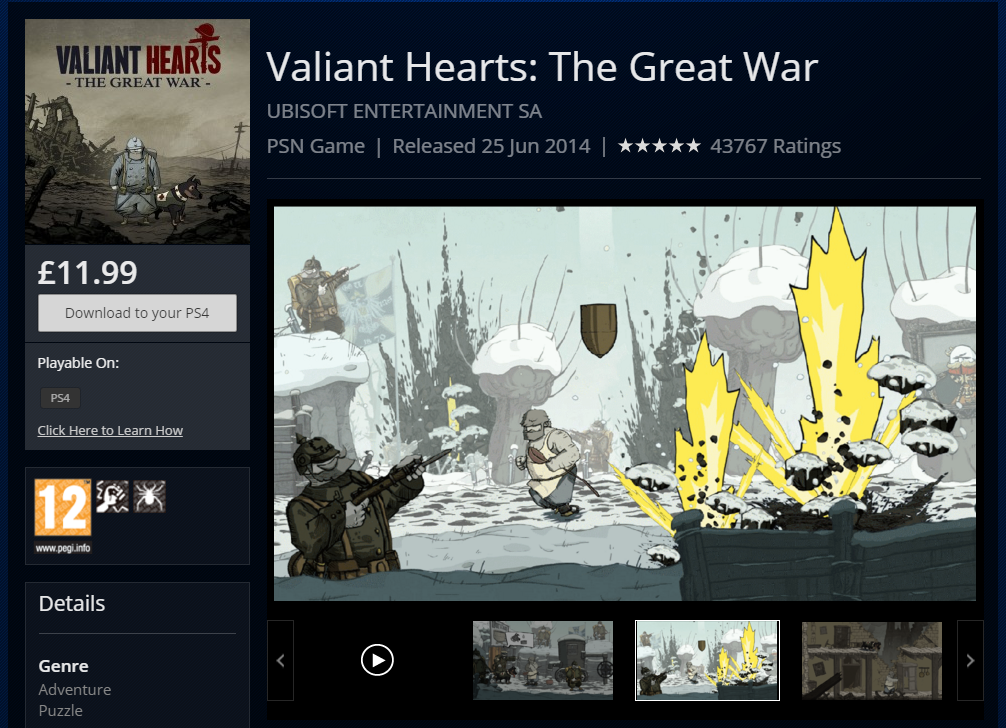 VALIANT HEARTS
- THE GREAT WAR -
£11.99
Download to your PS4
Playable On:
PS4
Click Here to Learn How
12
www.pegi.info
Details
Genre
Adventure
Puzzle
Valiant Hearts: The Great War
UBISOFT ENTERTAINMENT SA
PSN Game | Released 25 Jun 2014 | ★★★★★ 43767 Ratings